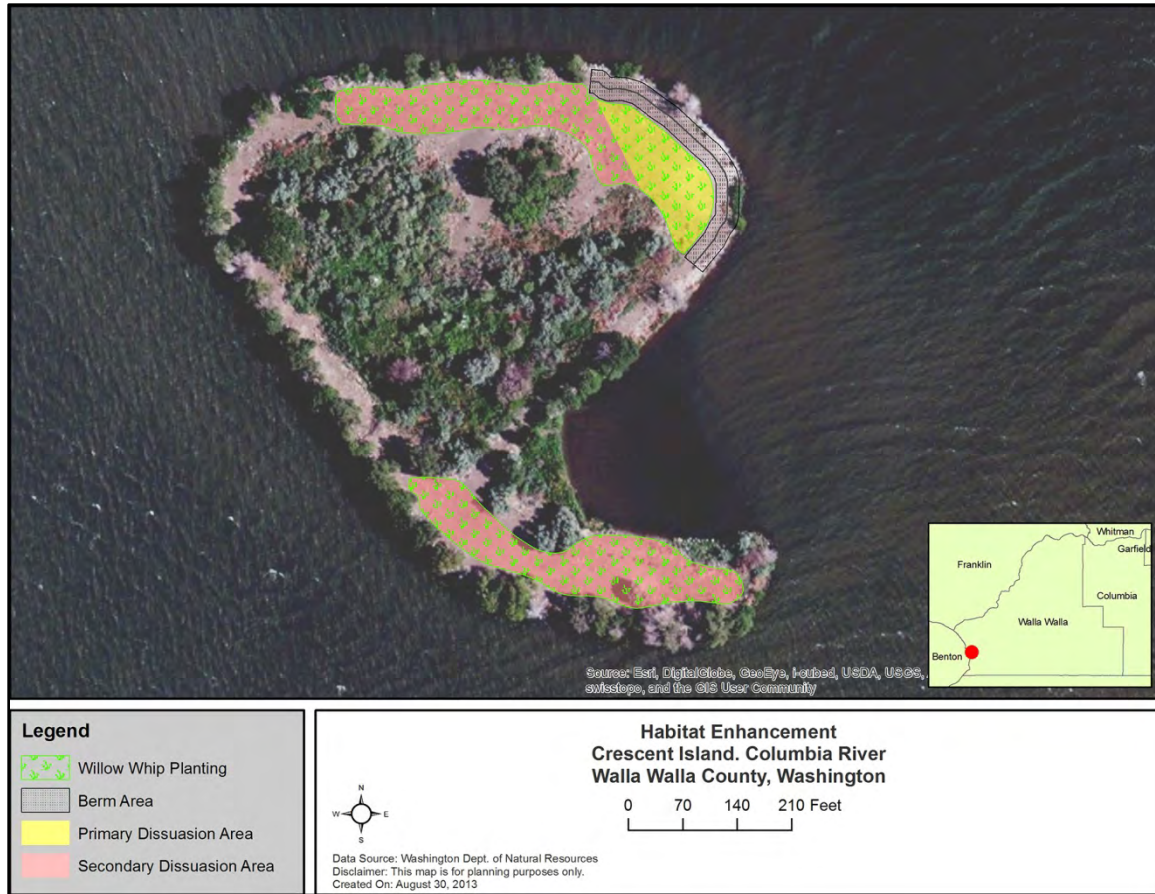 Whitman
Garfield
Franklin
Columbia
Walla Walla
Benton
Source: Esri, DigitalGlobe, GeoEye, i-cubed, USDA, USGS,
swisstopo, and the GIS User Community
Legend
Willow Whip Planting
Berm Area
Primary Dissuasion Area
Secondary Dissuasion Area
Habitat Enhancement
Crescent Island. Columbia River
Walla Walla County, Washington
0 70 140 210 Feet
N
W E
S
Data Source: Washington Dept. of Natural Resources
Disclaimer: This map is for planning purposes only.
Created On: August 30, 2013